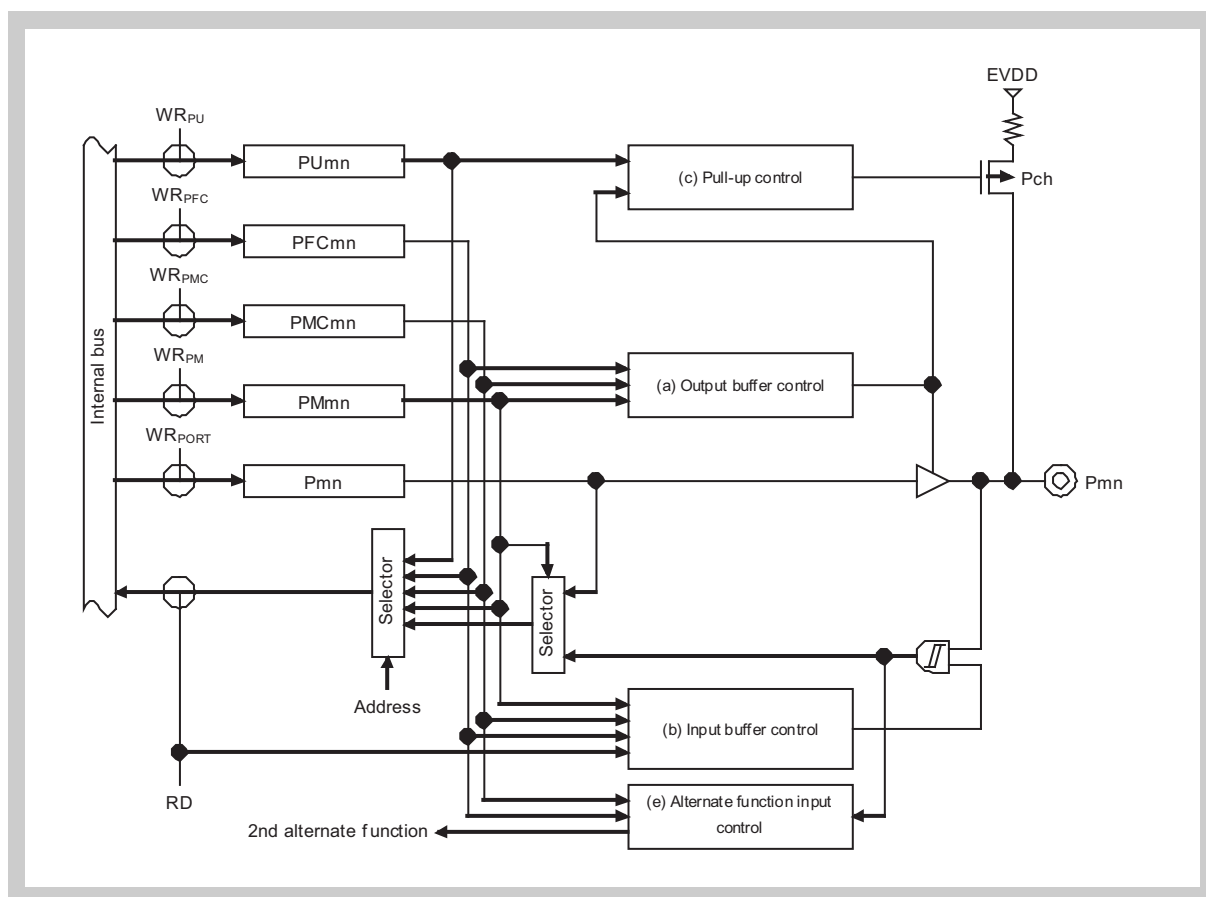 EVDD
WRPU
PUmn
(c) Pull-up control
Pch
WRPFC
PFCmn
WRPMC
PMCmn
Internal bus
WRPM
PMmn
(a) Output buffer control
WRPORT
Pmn
Pmn
Selector
Selector
Address
(b) Input buffer control
RD
(e) Alternate function input
control
2nd alternate function